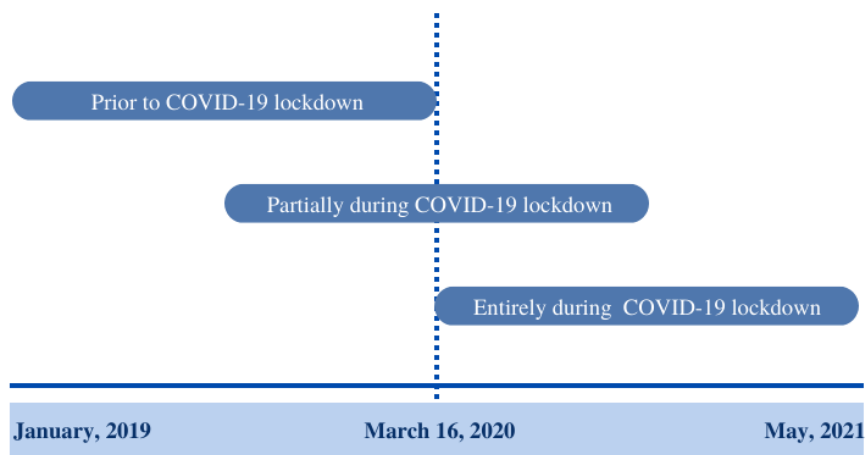 Prior to COVID-19 lockdown
Partially during COVID-19 lockdown
Entirely during COVID-19 lockdown
January, 2019 March 16, 2020 May, 2021